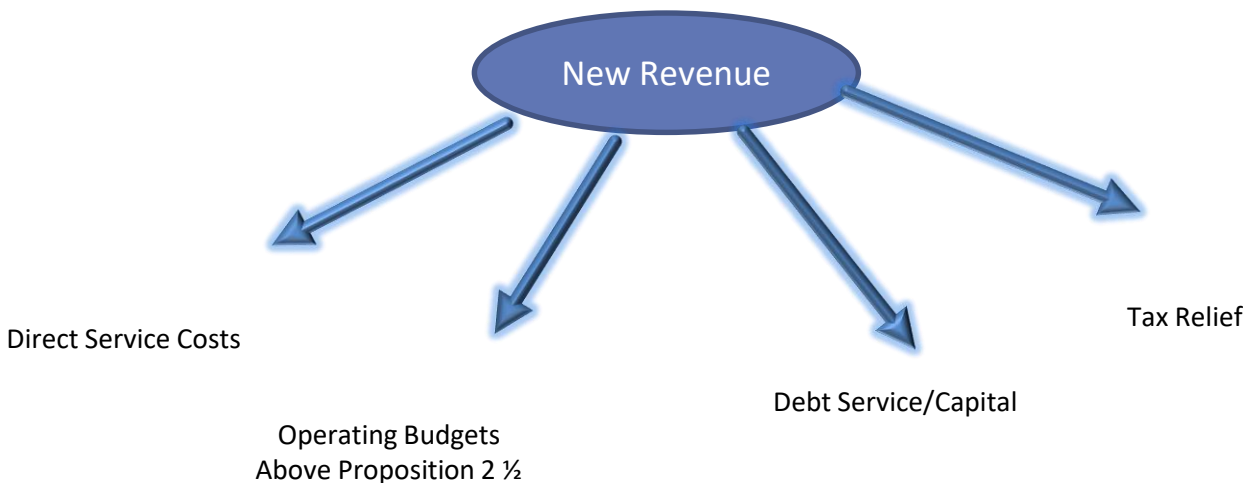 New Revenue
Tax Relief
Direct Service Costs
Debt Service/Capital
Operating Budgets
Above Proposition 2 ½